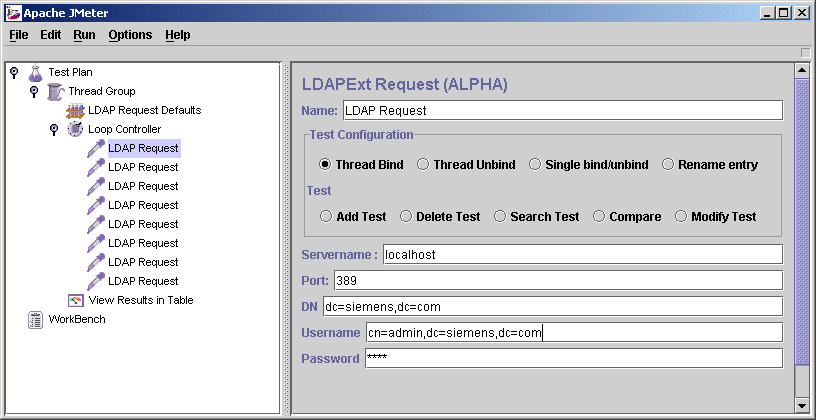 Apache JMeter
File Edit Run Options Help
Test Plan
Thread Group
LDAP Request Defaults
Loop Controller
LDAP Request
LDAP Request
LDAP Request
LDAP Request
LDAP Request
LDAP Request
LDAP Request
LDAP Request
View Results in Table
WorkBench
LDAPExt Request (ALPHA)
Name: LDAP Request
Test Configuration
Thread Bind Thread Unbind Single bind/unbind Rename entry
Test
Add Test Delete Test Search Test Compare Modify Test
Servername : localhost
Port: 389
DN dc=siemens,dc=com
Username cn=admin,dc=siemens,dc=com
Password ****